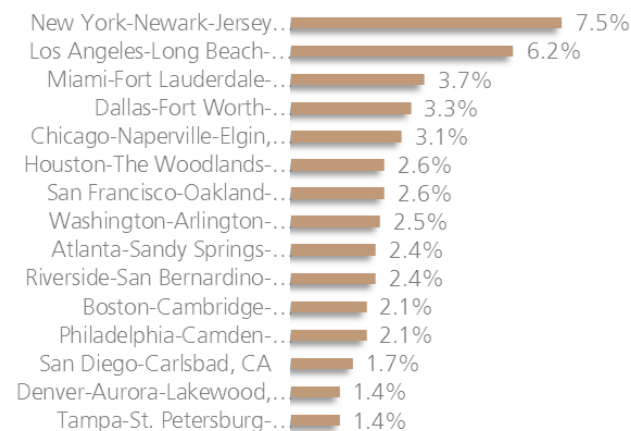 New York-Newark-Jersey… 7.5%
Los Angeles-Long Beach-… 6.2%
Miami-Fort Lauderdale-… 3.7%
Dallas-Fort Worth-… 3.3%
Chicago-Naperville-Elgin,… 3.1%
Houston-The Woodlands-… 2.6%
San Francisco-Oakland-… 2.6%
Washington-Arlington-… 2.5%
Atlanta-Sandy Springs-… 2.4%
Riverside-San Bernardino-… 2.4%
Boston-Cambridge-… 2.1%
Philadelphia-Camden-… 2.1%
San Diego-Carlsbad, CA 1.7%
Denver-Aurora-Lakewood,… 1.4%
Tampa-St. Petersburg-… 1.4%